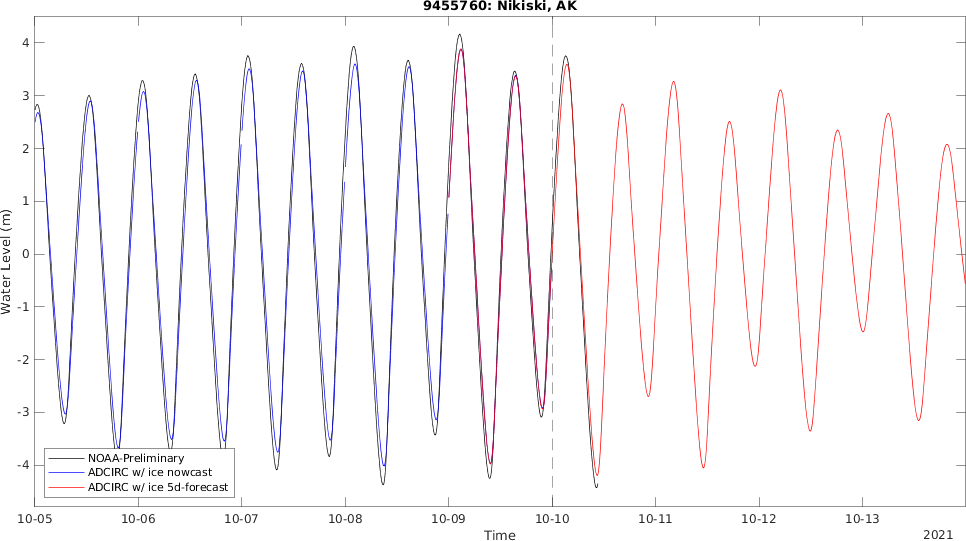 9455760: Nikiski, AK
4
3
2
1
0
-1
-2
-3
-4
Water Level (m)
NOAA-Preliminary
ADCIRC w/ ice nowcast
ADCIRC w/ ice 5d-forecast
10-05 10-06 10-07 10-08 10-09 10-10 10-11 10-12 10-13
Time
2021